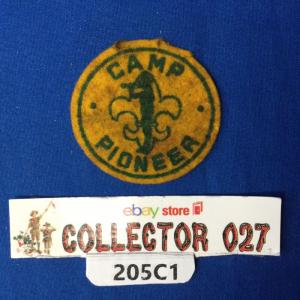 CAMP
PIONEER
ebay store
COLLECTOR 027
205C1